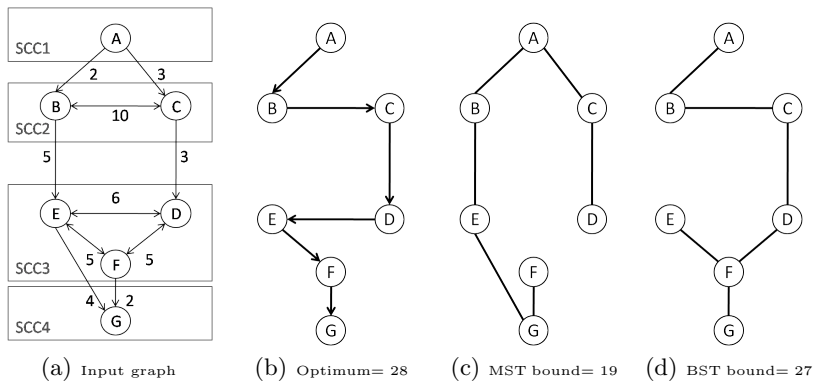 SCC1
A
2
3
SCC2
B
C
10
5
3
SCC3
6
E
D
5
F
5
4
2
SCC4
G
(a) Input graph
A
B
C
E
D
F
G
(b) Optimum= 28
A
B
C
E
D
F
G
(c) MST bound= 19
A
B
C
E
D
F
G
(d) BST bound= 27